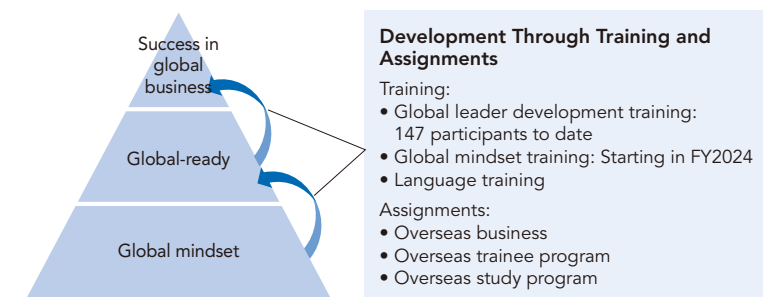 Success in
global
business
Global-ready
Global mindset
Development Through Training and
Assignments
Training:
• Global leader development training:
147 participants to date
• Global mindset training: Starting in FY2024
• Language training
Assignments:
• Overseas business
• Overseas trainee program
• Overseas study program